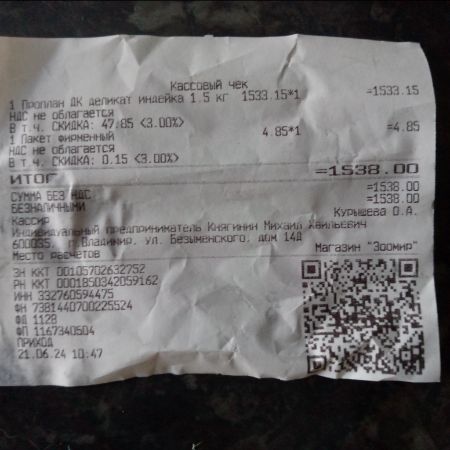 Кассовый чек
1 Проплан ДК деликат индейка 1.5 кг 1533.15*1 =1533.15
НДС не облагается
В т.ч. СКИДКА: 47.85 <3.00%>
1 Пакет фирменный 4.85*1 =4.85
НДС не облагается
В т.ч. СКИДКА: 0.15 <3.00%>
ИТОГ =1538.00
СУММА БЕЗ НДС =1538.00
БЕЗНАЛИЧНЫМИ =1538.00
Кассир Курышева О.А.
Индивидуальный предприниматель Княгинин Михаил
600035, г.Владимир, ул. Безыменского, дом 14Д
Место расчетов Магазин "Зоомир"
ЗН ККТ 00105702632752
РН ККТ 0001850342059162
ИНН 332760594475
ФН 7381440700225524
ФД 1128
ФП 1167340504
ПРИХОД
21.06.24 10:47